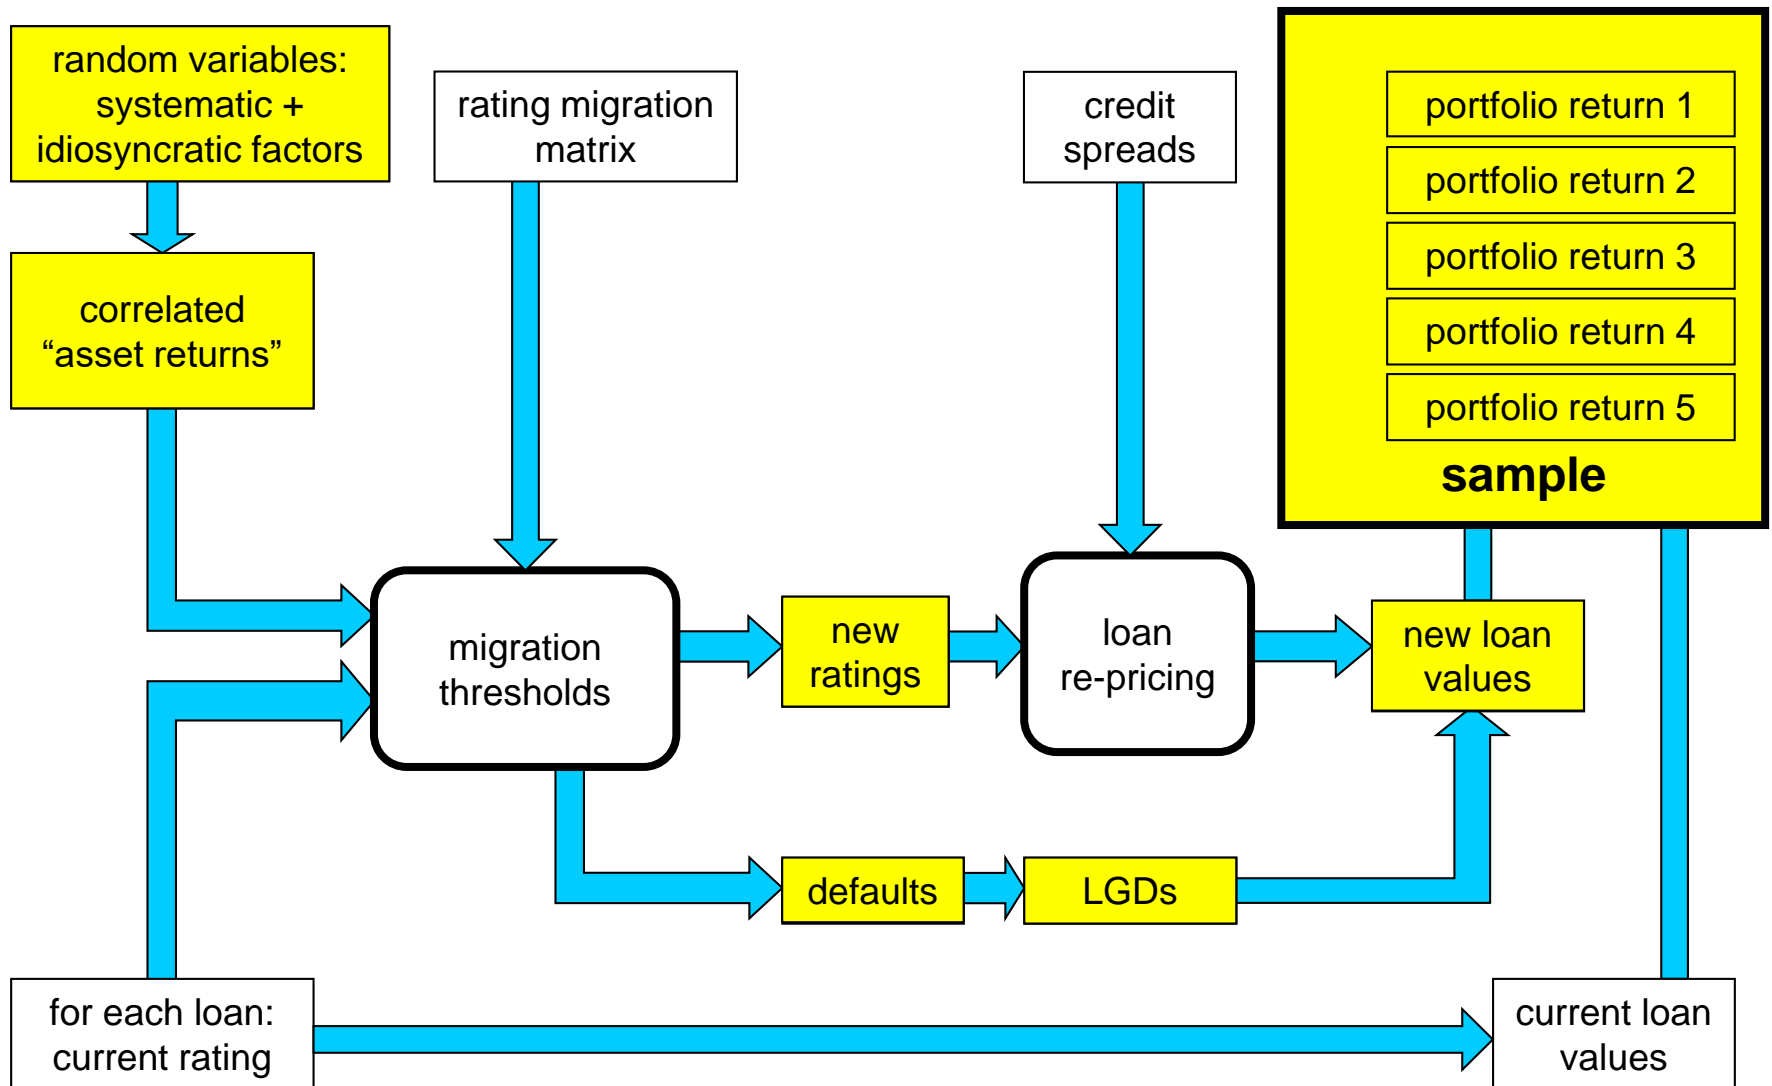 random variables:
systematic +
idiosyncratic factors
rating migration
matrix
credit
spreads
portfolio return 1
portfolio return 2
portfolio return 3
portfolio return 4
portfolio return 5
sample
correlated
“asset returns”
migration
thresholds
new
ratings
loan
re-pricing
new loan
values
defaults
LGDs
for each loan:
current rating
current loan
values